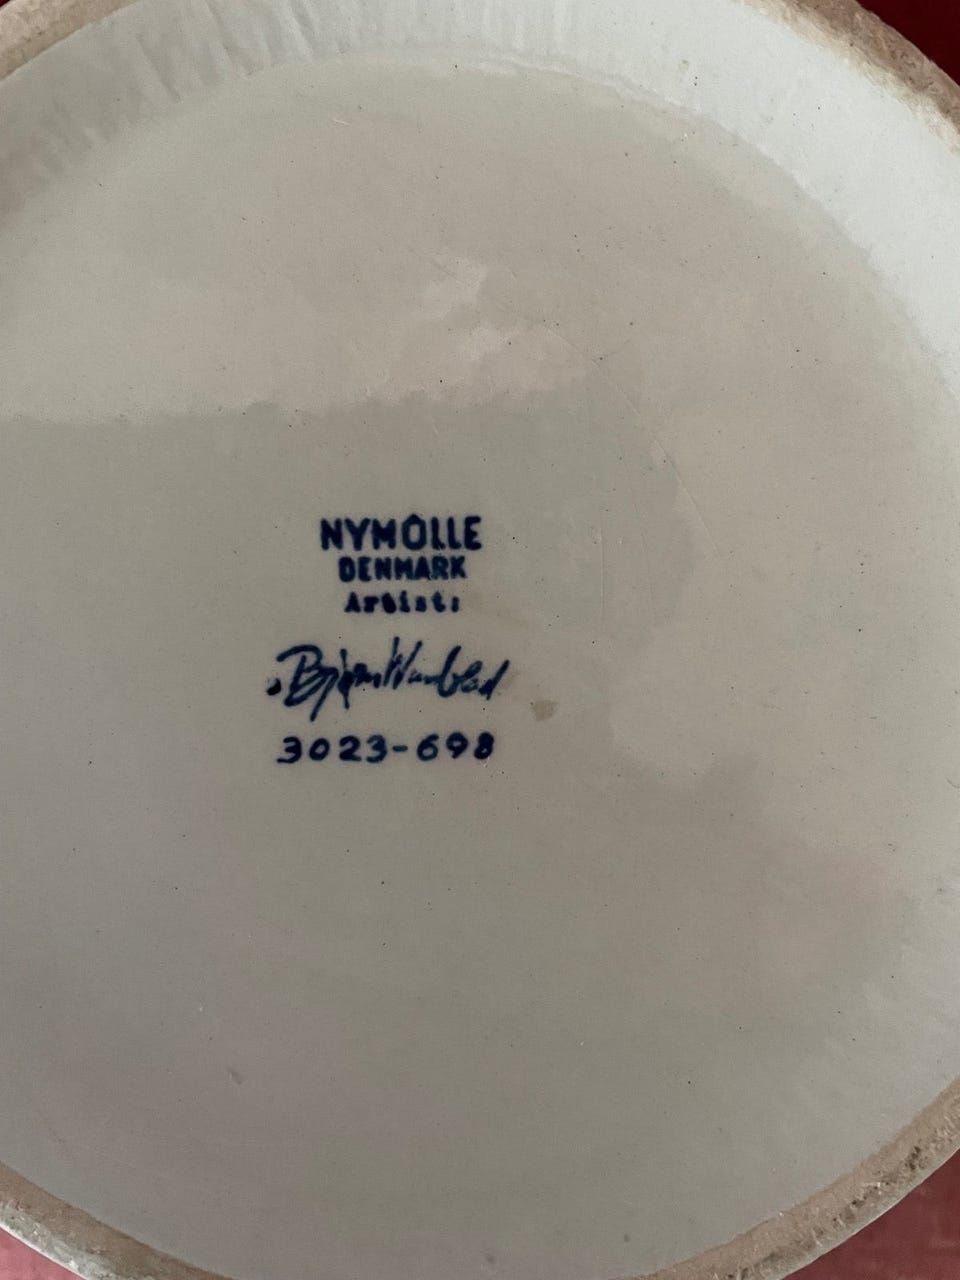 NYMÖLLE
DENMARK
Artist:
Bjørn Wiinblad
3023-698